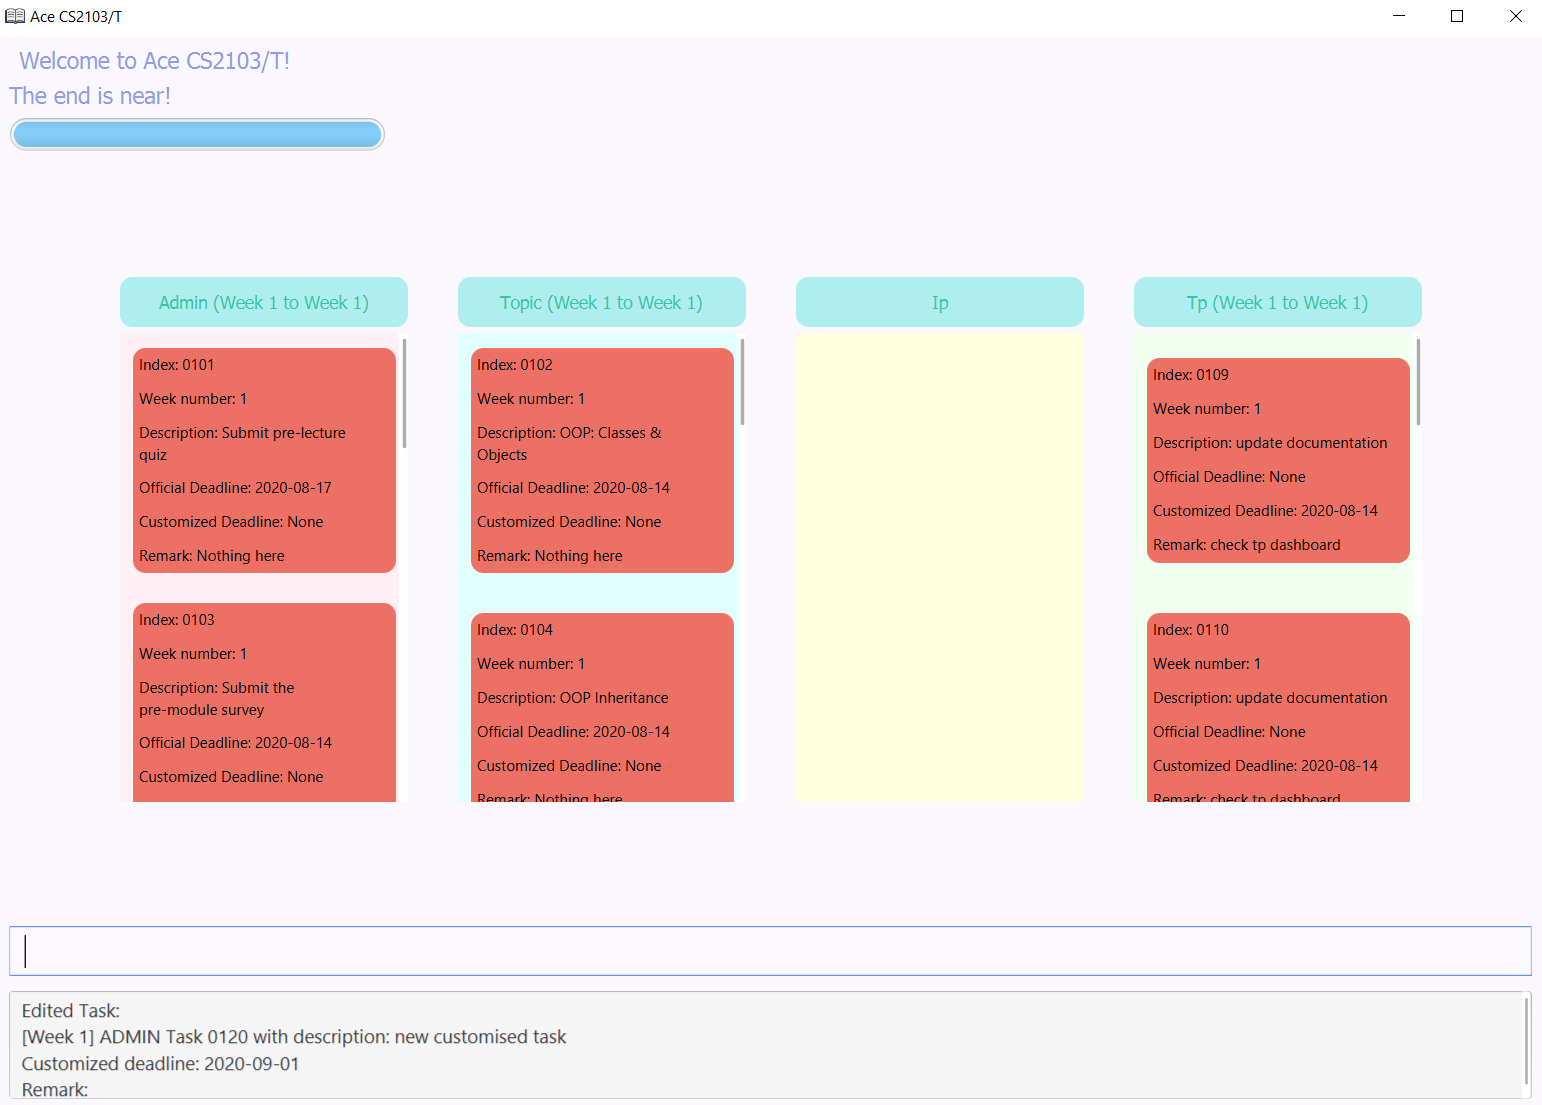 Ace CS2103/T
Welcome to Ace CS2103/T!
The end is near!
Admin (Week 1 to Week 1)
Index: 0101
Week number: 1
Description: Submit pre-lecture
quiz
Official Deadline: 2020-08-17
Customized Deadline: None
Remark: Nothing here
Index: 0103
Week number: 1
Description: Submit the
pre-module survey
Official Deadline: 2020-08-14
Customized Deadline: None
Topic (Week 1 to Week 1)
Index: 0102
Week number: 1
Description: OOP: Classes &
Objects
Official Deadline: 2020-08-14
Customized Deadline: None
Remark: Nothing here
Index: 0104
Week number: 1
Description: OOP Inheritance
Official Deadline: 2020-08-14
Customized Deadline: None
Remark: Nothing here
Ip
Tp (Week 1 to Week 1)
Index: 0109
Week number: 1
Description: update documentation
Official Deadline: None
Customized Deadline: 2020-08-14
Remark: check tp dashboard
Index: 0110
Week number: 1
Description: update documentation
Official Deadline: None
Customized Deadline: 2020-08-14
Remark: check tp dashboard
Edited Task:
[Week 1] ADMIN Task 0120 with description: new customised task
Customized deadline: 2020-09-01
Remark: